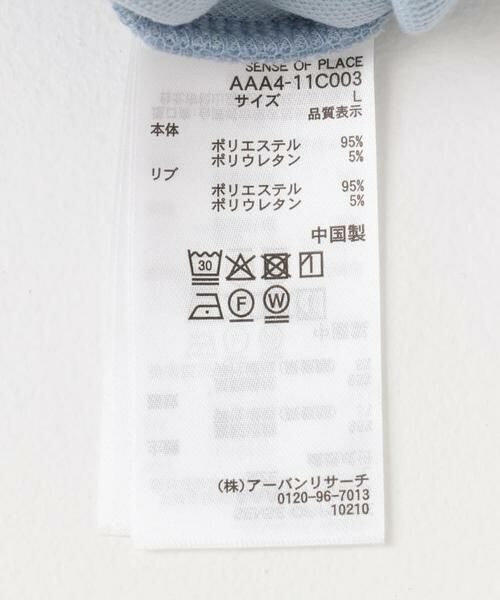 SENSE OF PLACE
AAA4-11C003
サイズ L
品質表示
本体
ポリエステル 95%
ポリウレタン 5%
リブ
ポリエステル 95%
ポリウレタン 5%
中国製
30
F W
(株)アーバンリサーチ
0120-96-7013
10210